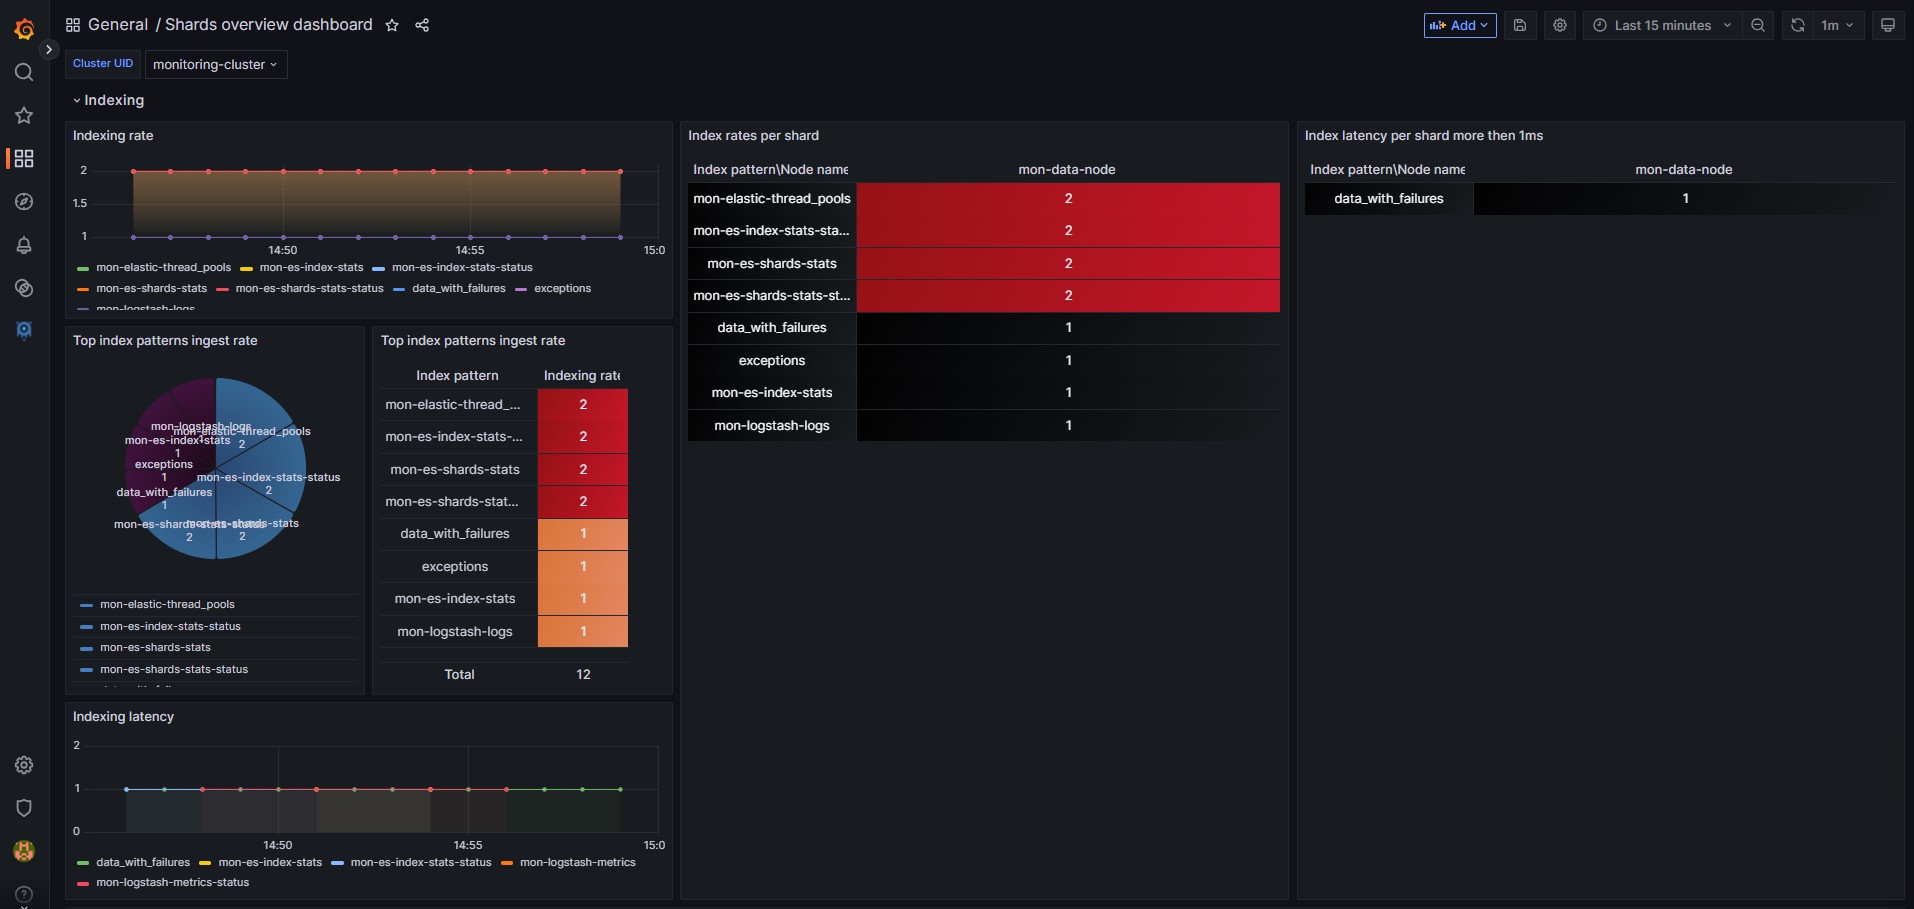 General / Shards overview dashboard
Add
Last 15 minutes
1m
Cluster UID
monitoring-cluster
Indexing
Indexing rate
2
1.5
1
14:50
14:55
15:0
mon-elastic-thread_pools
mon-es-index-stats
mon-es-index-stats-status
mon-es-shards-stats
mon-es-shards-stats-status
data_with_failures
exceptions
mon-logstash-logs
Top index patterns ingest rate
mon-logstash-logs
1
mon-elastic-thread_pools
2
mon-es-index-stats
1
exceptions
1
mon-es-index-stats-status
2
data_with_failures
1
mon-es-shards-stats-status
2
mon-es-shards-stats
2
mon-elastic-thread_pools
mon-es-index-stats-status
mon-es-shards-stats
mon-es-shards-stats-status
Top index patterns ingest rate
Index pattern Indexing rate
mon-elastic-thread_... 2
mon-es-index-stats-... 2
mon-es-shards-stats 2
mon-es-shards-stat... 2
data_with_failures 1
exceptions 1
mon-es-index-stats 1
mon-logstash-logs 1
Total 12
Indexing latency
2
1
0
14:50
14:55
15:0
data_with_failures
mon-es-index-stats
mon-es-index-stats-status
mon-logstash-metrics
mon-logstash-metrics-status
Index rates per shard
Index pattern\Node name mon-data-node
mon-elastic-thread_pools 2
mon-es-index-stats-sta... 2
mon-es-shards-stats 2
mon-es-shards-stats-st... 2
data_with_failures 1
exceptions 1
mon-es-index-stats 1
mon-logstash-logs 1
Index latency per shard more then 1ms
Index pattern\Node name mon-data-node
data_with_failures 1